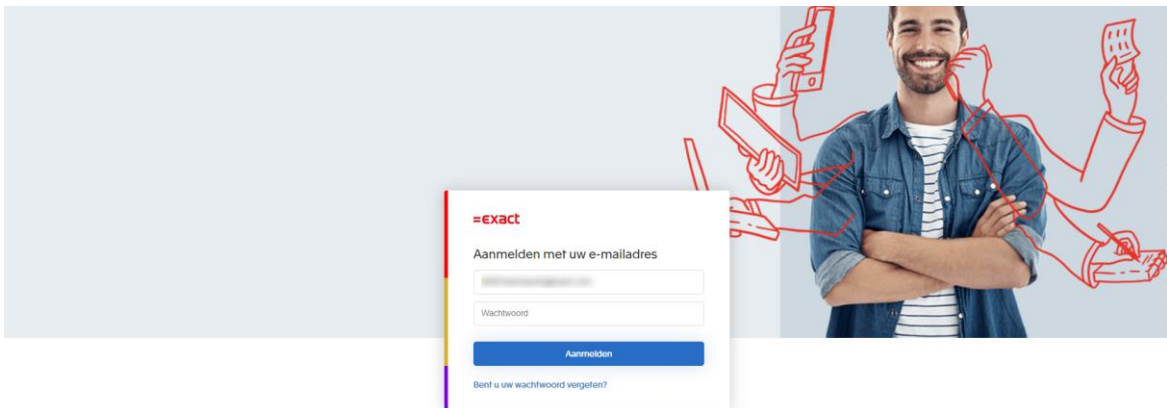 =exact
Aanmelden met uw e-mailadres
Wachtwoord
Aanmelden
Bent u uw wachtwoord vergeten?